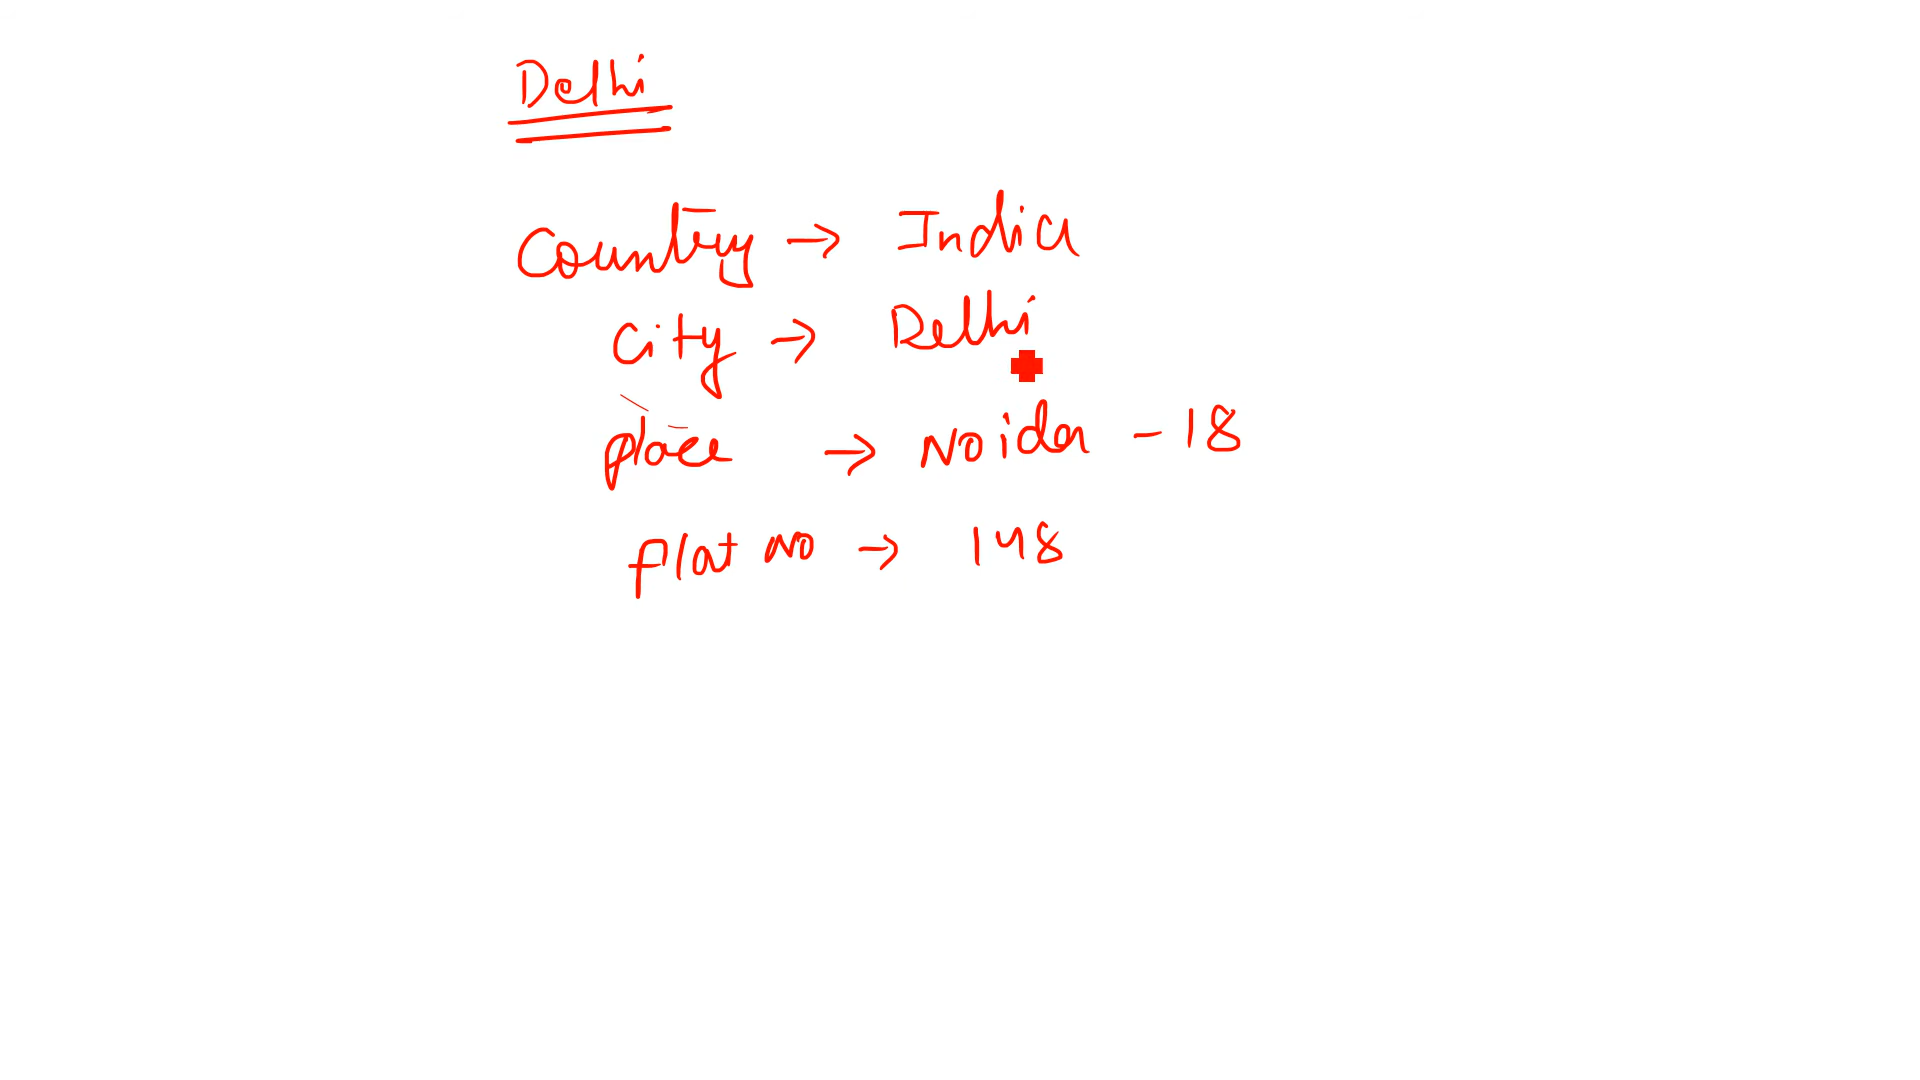 Delhi
Country → India
City → Delhi
place → Noida - 18
flat No → 148